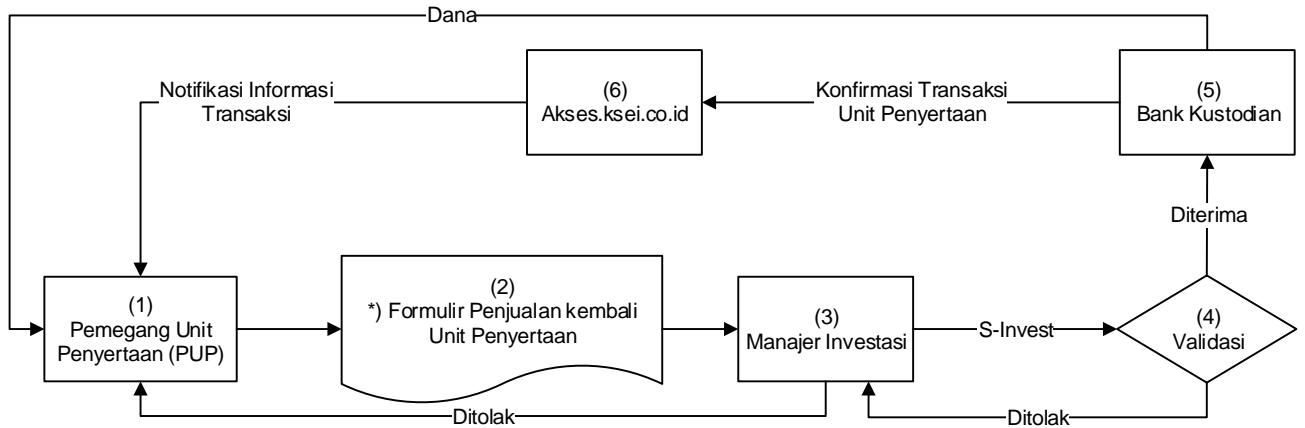 Dana
Notifikasi Informasi
Transaksi
(6)
Akses.ksei.co.id
Konfirmasi Transaksi
Unit Penyertaan
(5)
Bank Kustodian
Diterima
(1)
Pemegang Unit
Penyertaan (PUP)
(2)
*) Formulir Penjualan kembali
Unit Penyertaan
(3)
Manajer Investasi
S-Invest
(4)
Validasi
Ditolak
Ditolak